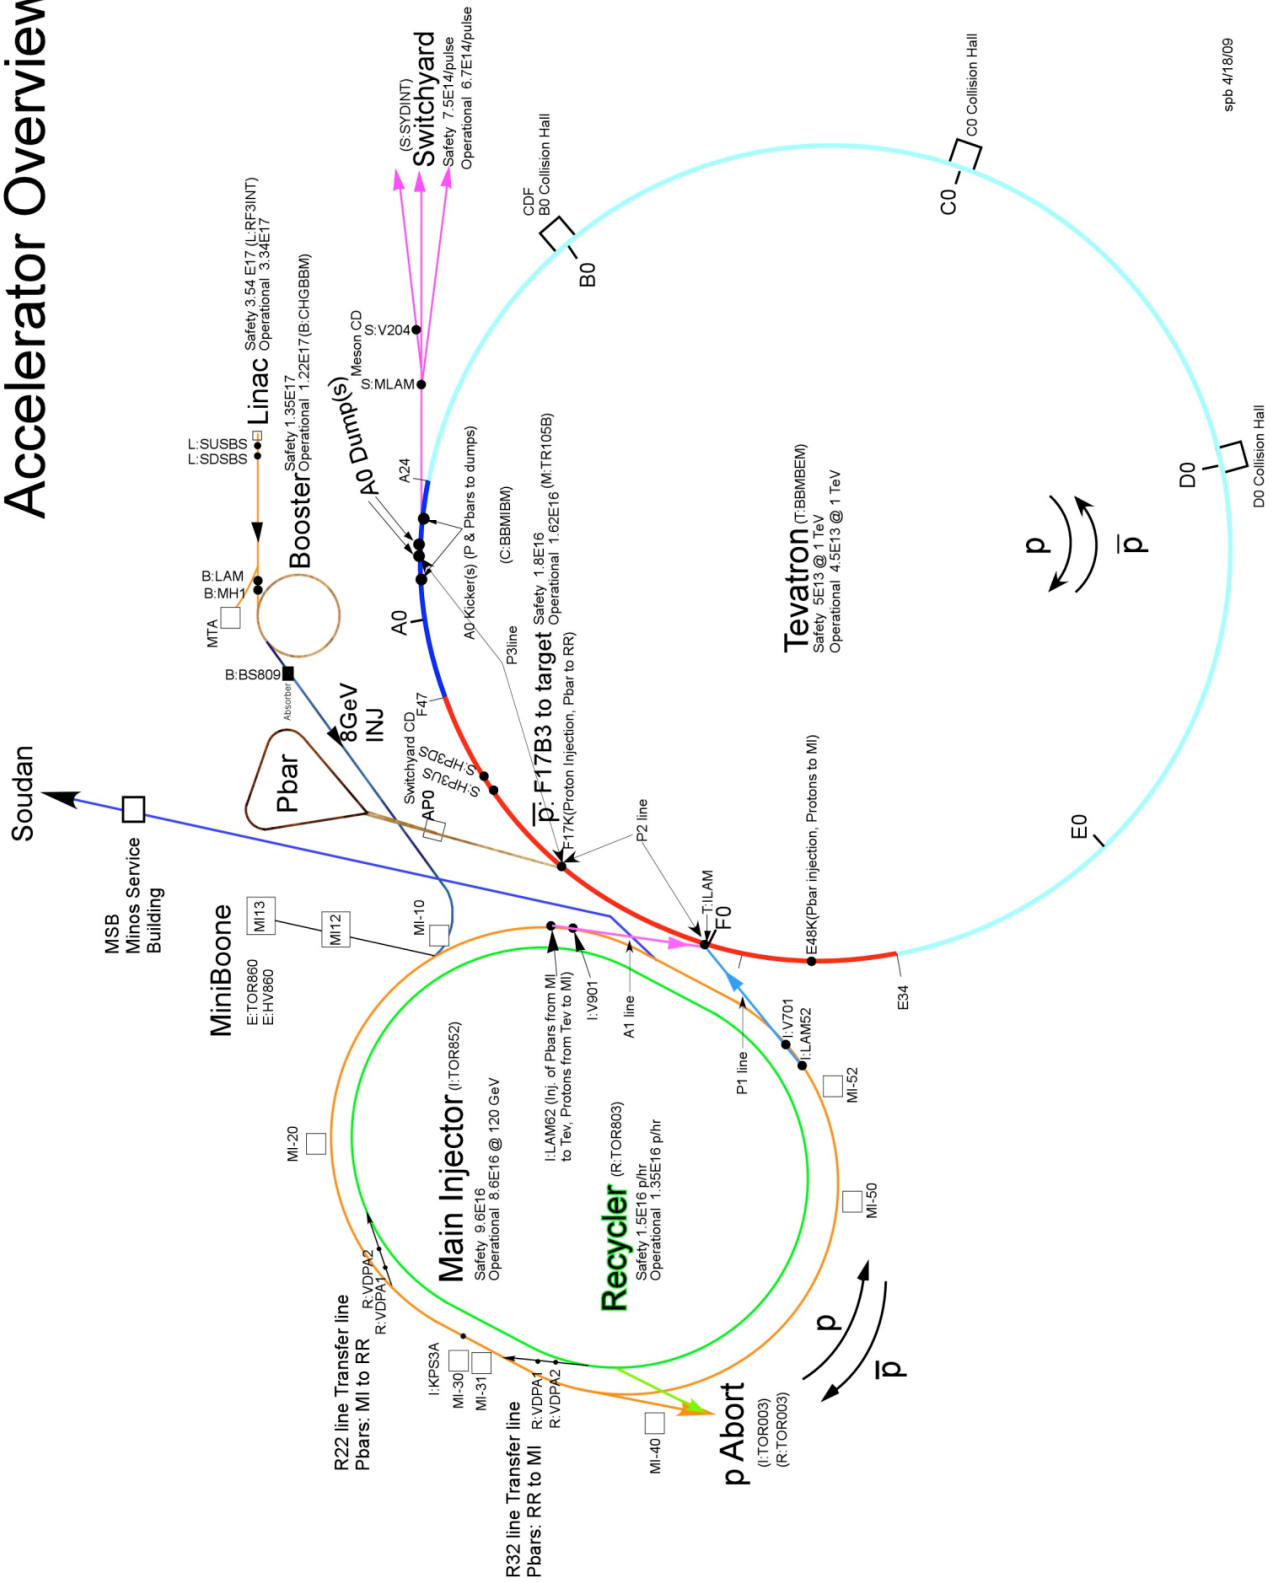 Accelerator Overview
Soudan
MSB
Minos Service
Building
MiniBoone
E:TOR860
E:HV860
MI13
MI12
MI-10
Pbar
AP0
Switchyard CD
8GeV
INJ
Absorber
B:BS809
MTA
B:LAM
B:MH1
L:SUSBS
L:SDSBS
Linac
Safety 3.54 E17 (L:RF3INT)
Operational 3.34E17
Booster
Safety 1.35E17
Operational 1.22E17(B:CHGBBM)
(S:SYDINT)
Switchyard
Safety 7.5E14/pulse
Operational 6.7E14/pulse
S:V204
Meson CD
S:MLAM
A0 Dump(s)
A24
A0 Kicker(s) (P & Pbars to dumps)
(C:BBMIBM)
A0
F47
S:HP3DS
S:HP3US
P3line
p: F17B3 to target
Safety 1.8E16
Operational 1.62E16 (M:TR105B)
F17K(Proton Injection, Pbar to RR)
P2 line
T:ILAM
F0
E48K(Pbar injection, Protons to MI)
E34
E0
D0
D0 Collision Hall
C0
C0 Collision Hall
B0
CDF
B0 Collision Hall
Tevatron (T:BBMBEM)
Safety 5E13 @ 1 TeV
Operational 4.5E13 @ 1 TeV
p
p̅
spb 4/18/09
MI-20
Main Injector (I:TOR852)
Safety 9.6E16
Operational 8.6E16 @ 120 GeV
I:LAM62 (Inj. of Pbars from MI
to Tev, Protons from Tev to MI)
I:V901
A1 line
P1 line
I:V701
I:LAM52
MI-52
MI-50
Recycler (R:TOR803)
Safety 1.5E16 p/hr
Operational 1.35E16 p/hr
R22 line Transfer line
Pbars: MI to RR
R:VDPA2
R:VDPA1
I:KPS3A
MI-30
MI-31
R32 line Transfer line
Pbars: RR to MI
R:VDPA1
R:VDPA2
MI-40
p Abort
(I:TOR003)
(R:TOR003)
p
p̅